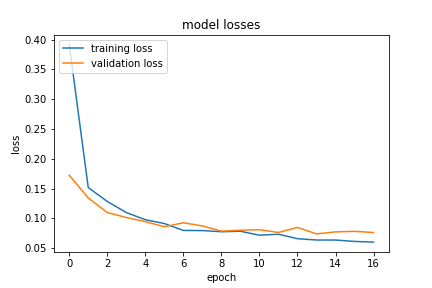 model losses
0.40
0.35
0.30
0.25
0.20
0.15
0.10
0.05
loss
training loss
validation loss
0 2 4 6 8 10 12 14 16
epoch